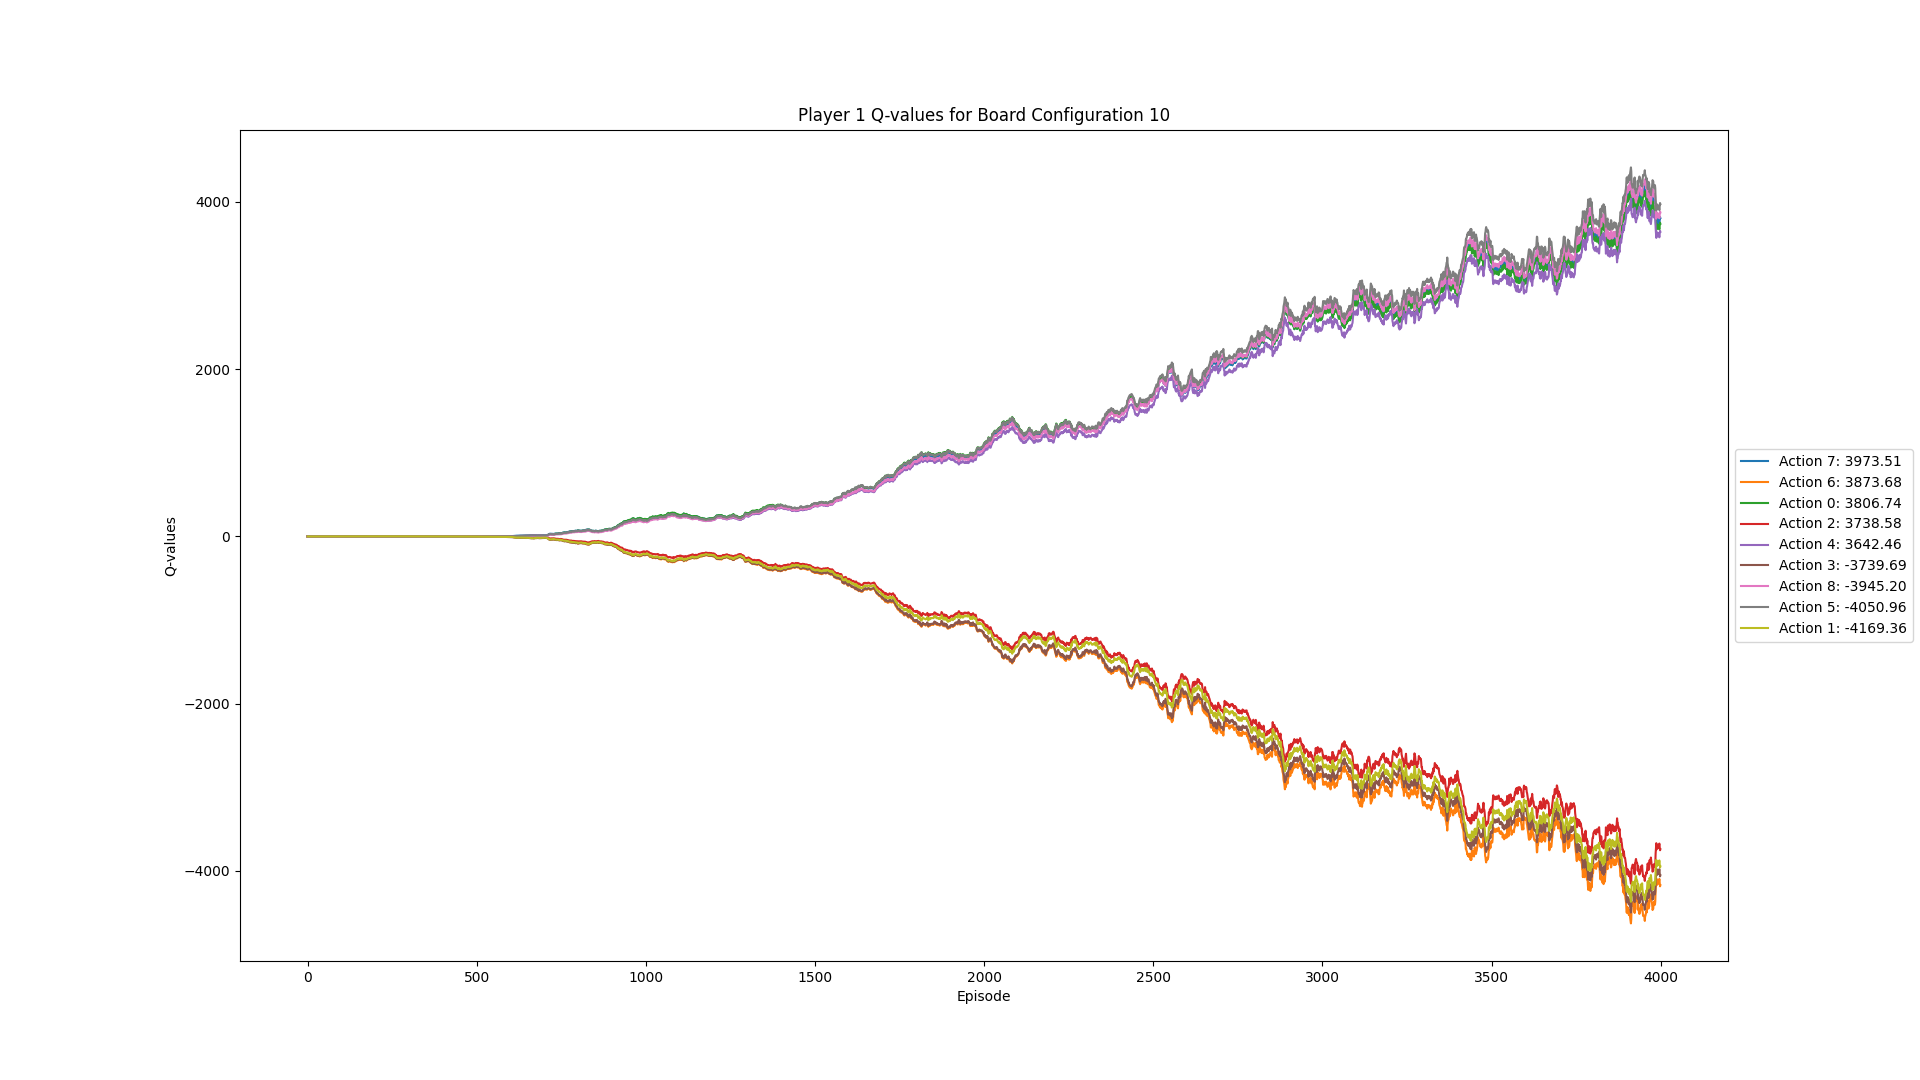 Player 1 Q-values for Board Configuration 10
4000
2000
0
−2000
−4000
Q-values
0
500
1000
1500
2000
2500
3000
3500
4000
Episode
Action 7: 3973.51
Action 6: 3873.68
Action 0: 3806.74
Action 2: 3738.58
Action 4: 3642.46
Action 3: -3739.69
Action 8: -3945.20
Action 5: -4050.96
Action 1: -4169.36